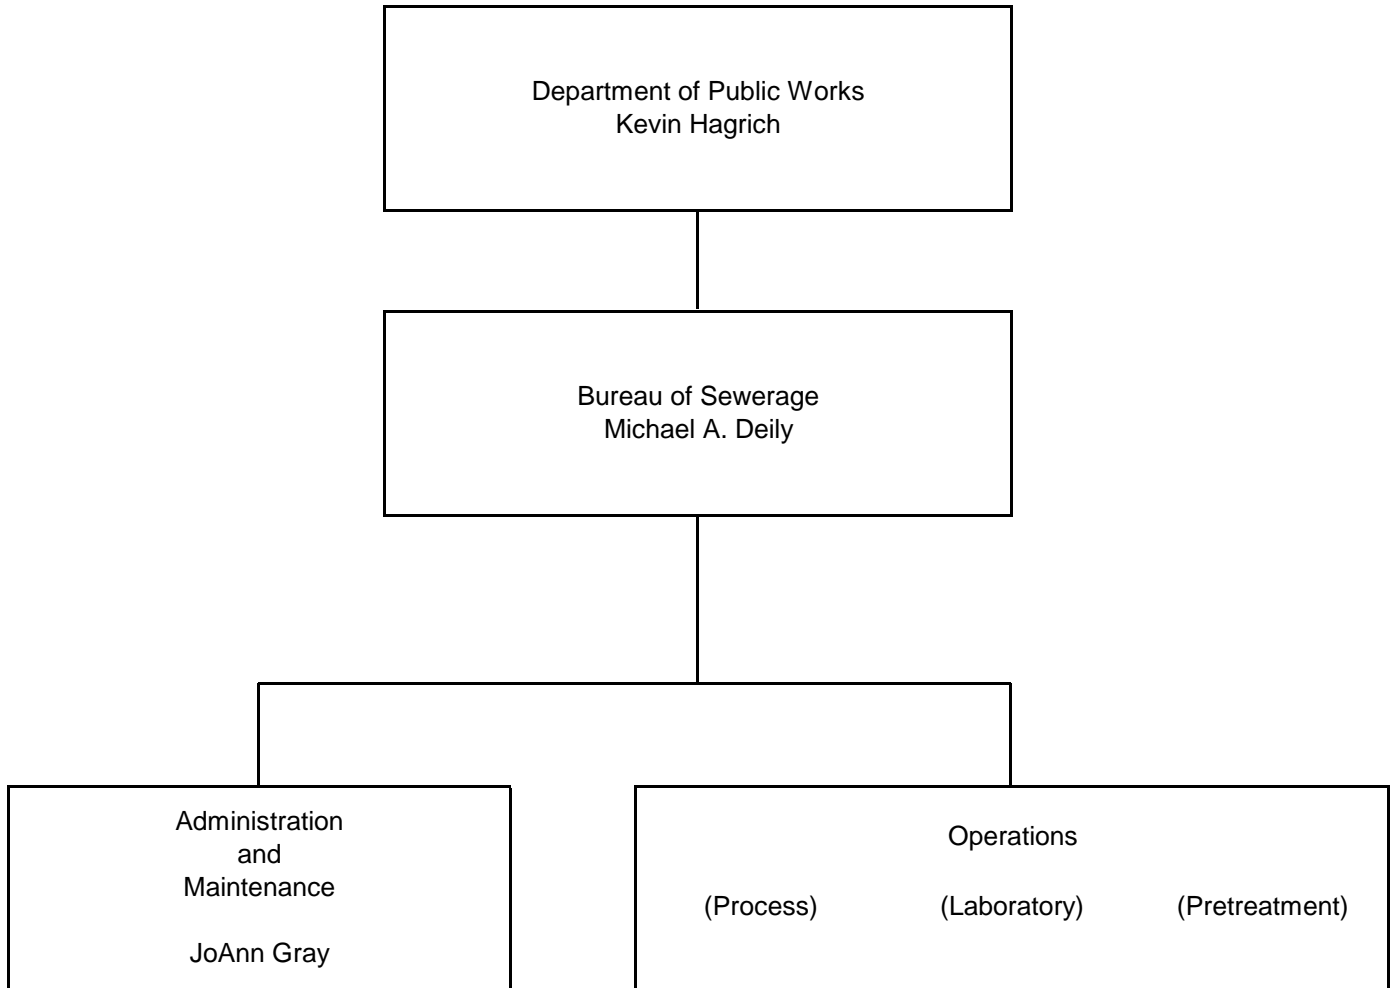 Department of Public Works
Kevin Hagrich
Bureau of Sewerage
Michael A. Deily
Administration
and
Maintenance
JoAnn Gray
Operations
(Process) (Laboratory) (Pretreatment)